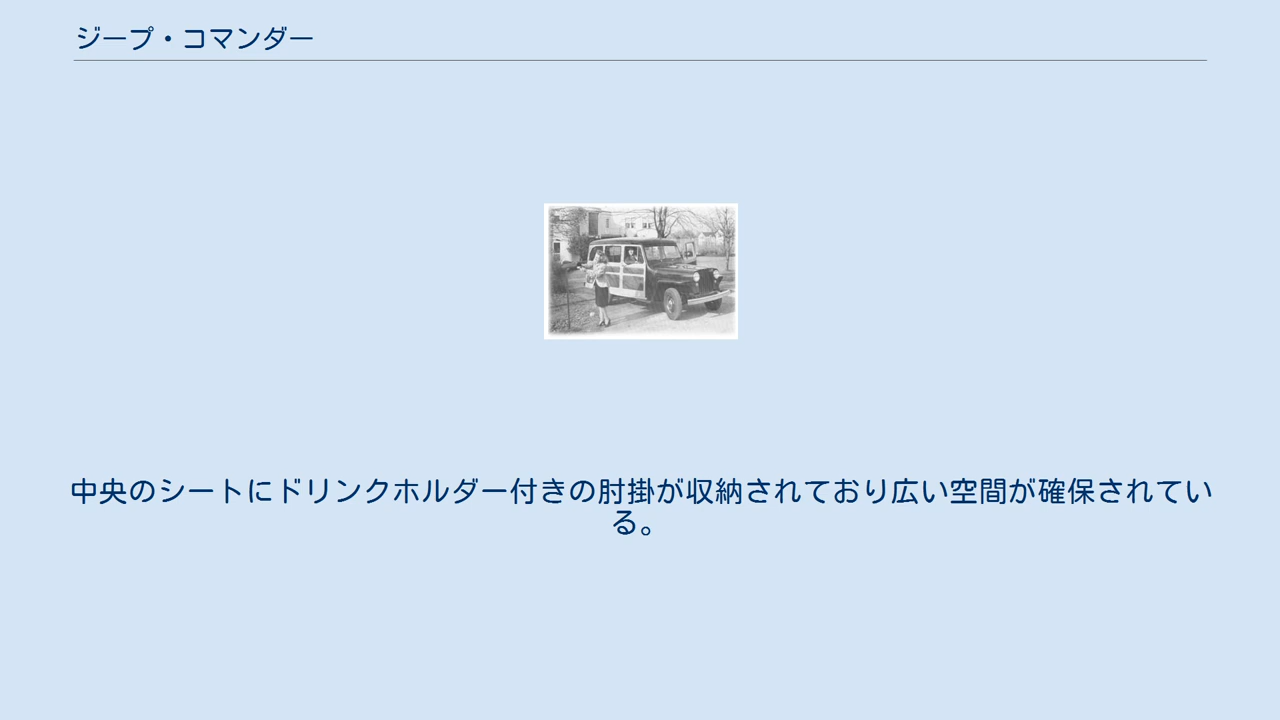 ジープ・コマンダー
中央のシートにドリンクホルダー付きの肘掛が収納されており広い空間が確保されてい
る。